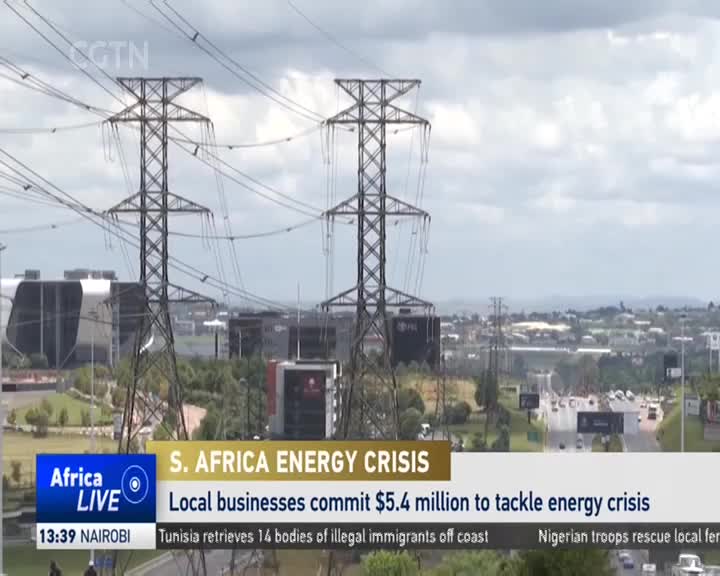 CGTN
S. AFRICA ENERGY CRISIS
Africa
LIVE
Local businesses commit $5.4 million to tackle energy crisis
13:39 NAIROBI
Tunisia retrieves 14 bodies of illegal immigrants off coast
Nigerian troops rescue local fer